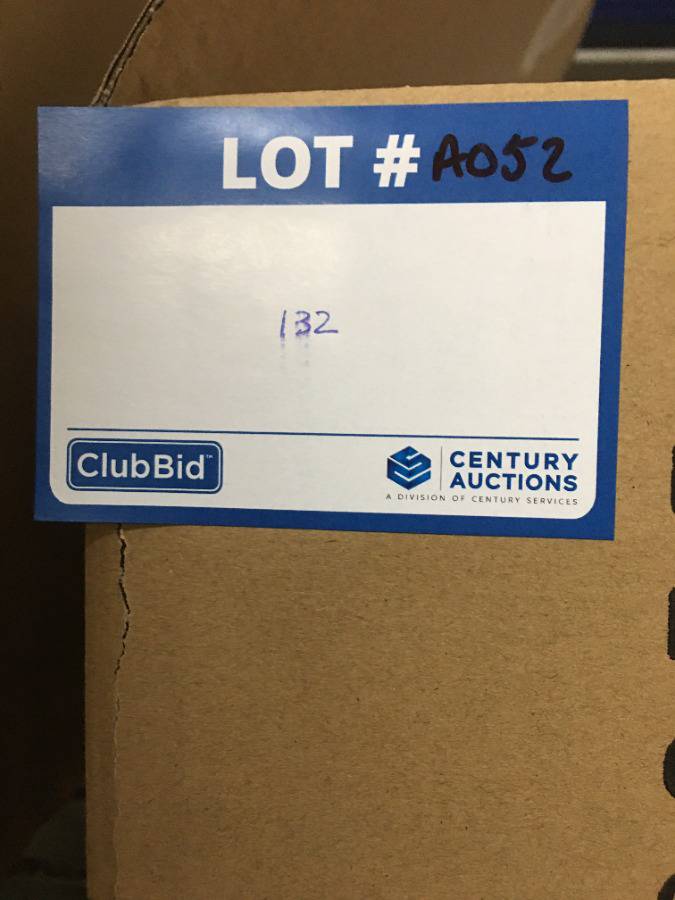 LOT # A052
132
ClubBid™
CENTURY
AUCTIONS
A DIVISION OF CENTURY SERVICES